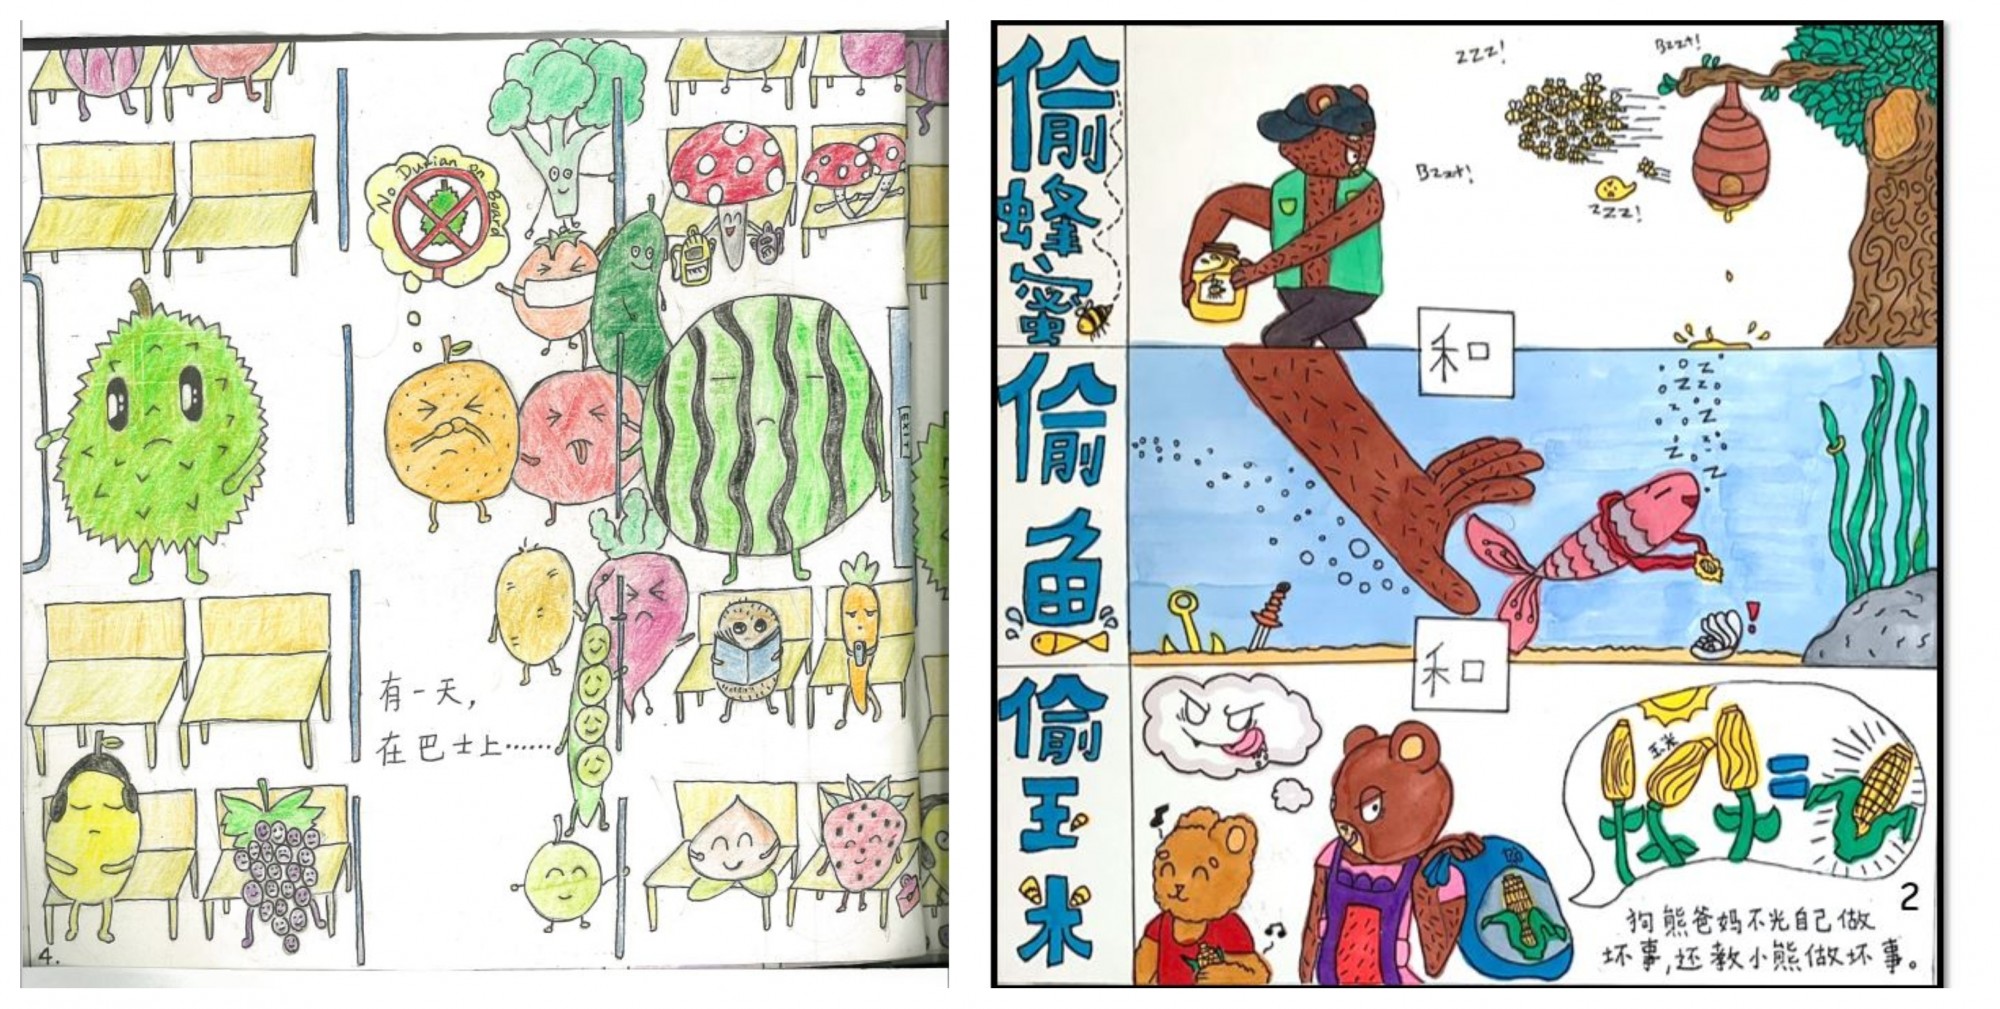 No Durian on Board
EXIT
有一天，
在巴士上……
4.
偷蜂蜜
zzz!
Bzzt!
Bzzt!
zzz!
和
偷鱼
z
z
z
z
z
z
!
和
偷玉米
玉米
=
2
狗熊爸妈不光自己做
坏事，还教小熊做坏事。